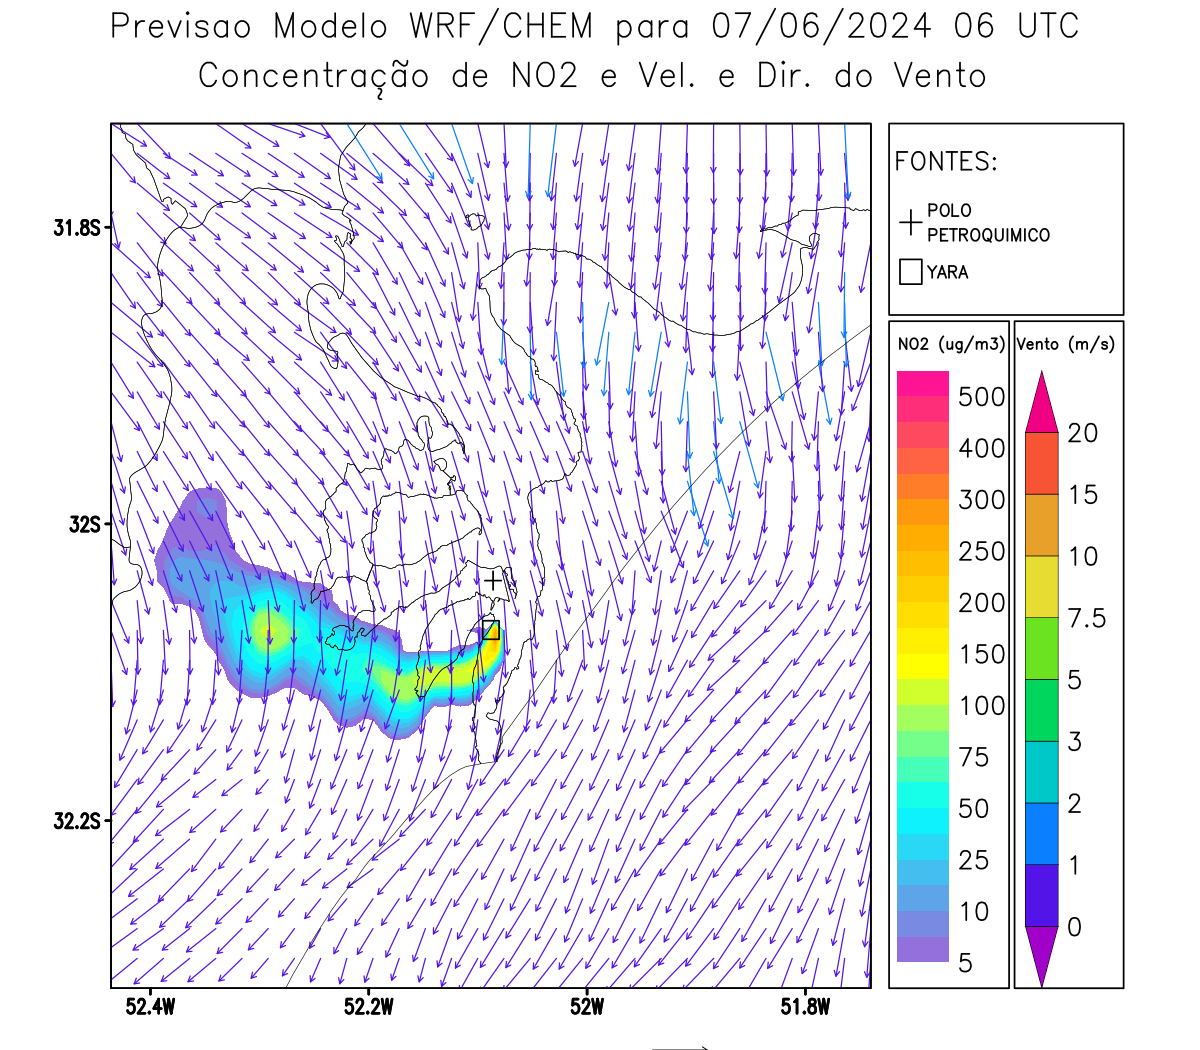 Previsao Modelo WRF/CHEM para 07/06/2024 06 UTC
Concentração de NO2 e Vel. e Dir. do Vento
FONTES:
POLO
PETROQUIMICO
YARA
31.8S
32S
32.2S
52.4W
52.2W
52W
51.8W
NO2 (ug/m3)
500
400
300
250
200
150
100
75
50
25
10
5
Vento (m/s)
20
15
10
7.5
5
3
2
1
0